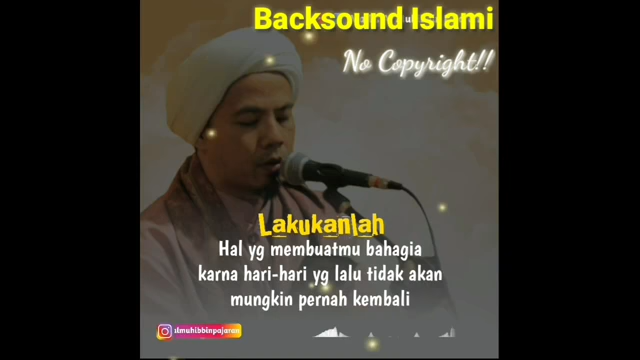 Backsound Islami
No Copyright!!
Lakukanlah
Hal yg membuatmu bahagia
karna hari-hari yg lalu tidak akan
mungkin pernah kembali
ilmuhibbinpajaran